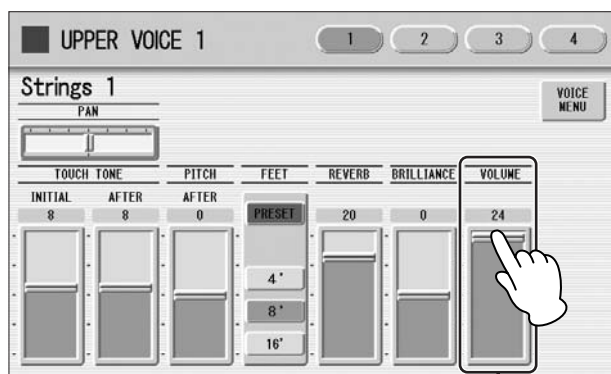 UPPER VOICE 1 1 2 3 4
Strings 1
VOICE
MENU
PAN
TOUCH TONE PITCH FEET REVERB BRILLIANCE VOLUME
INITIAL AFTER AFTER
8 8 0 PRESET 20 0 24
4'
8'
16'